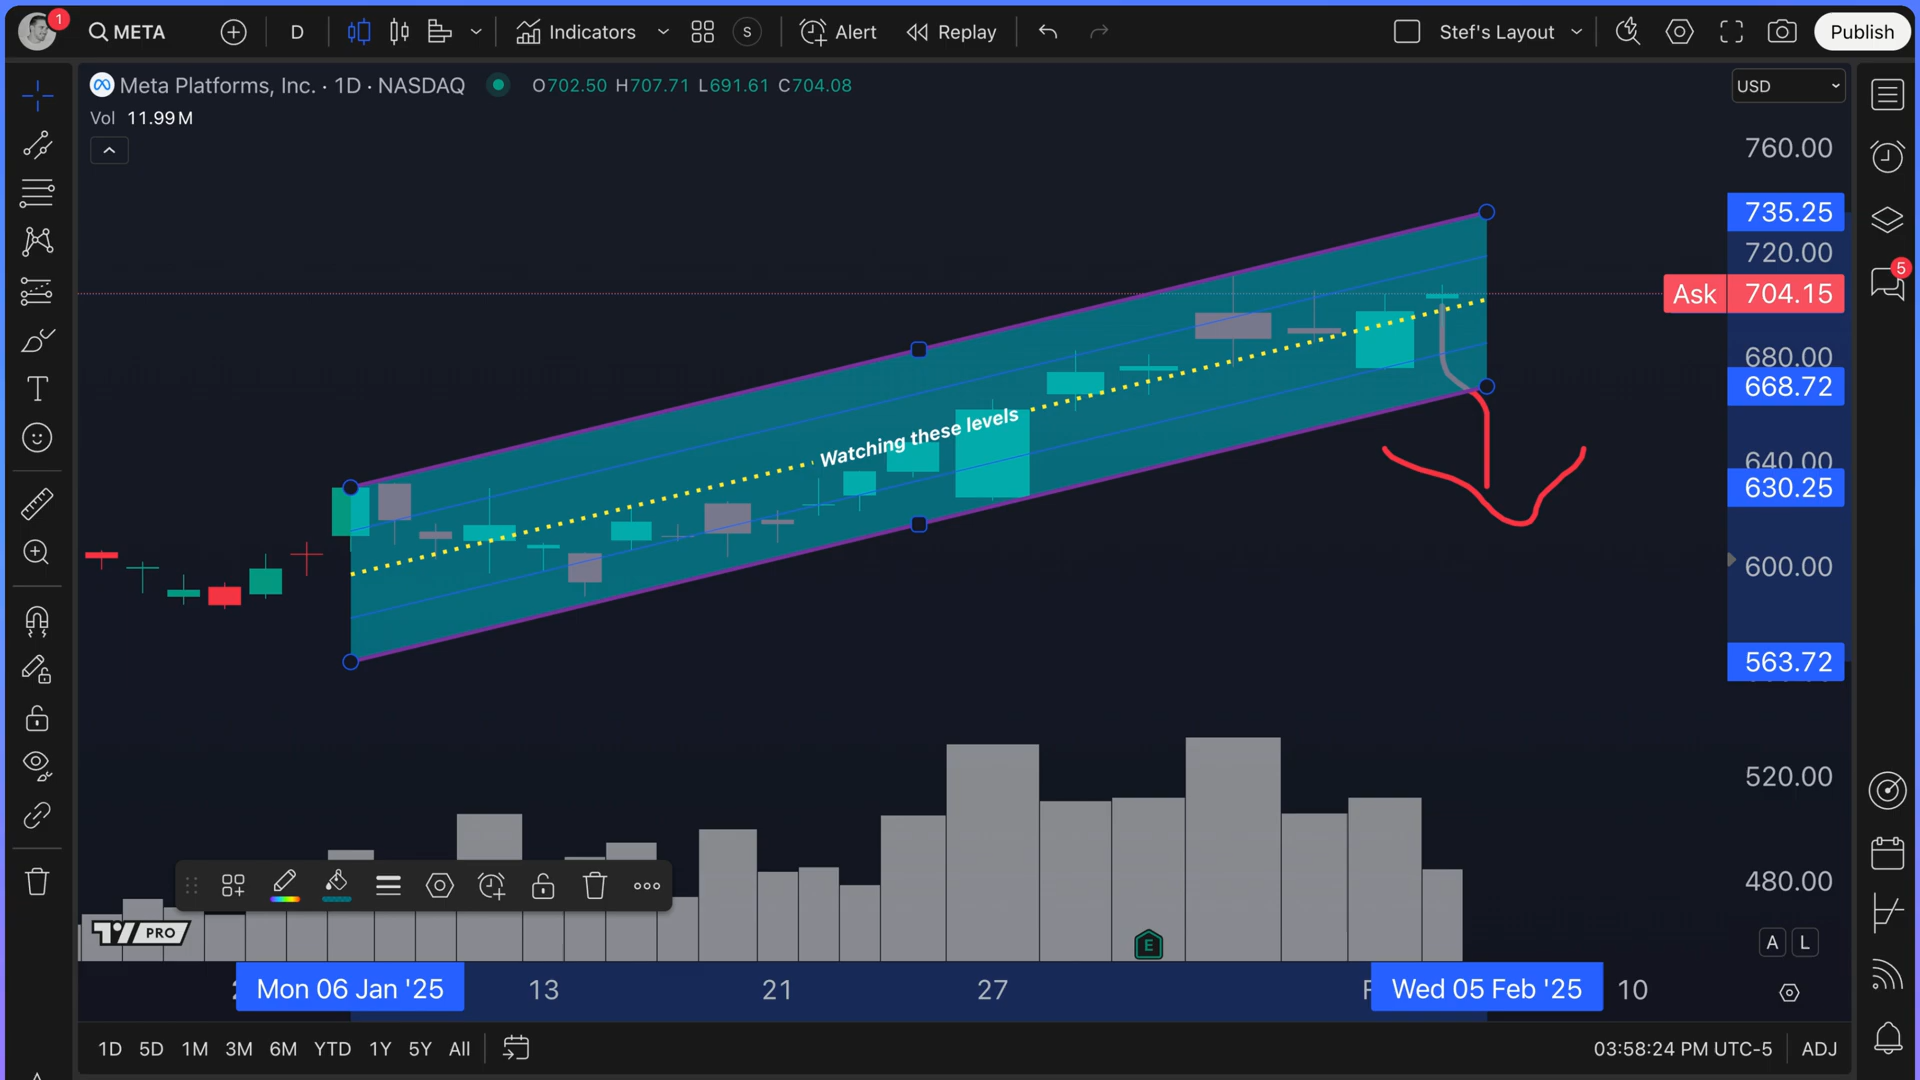 1
META
D
Indicators
S
Alert
Replay
Stef's Layout
Publish
Meta Platforms, Inc. · 1D · NASDAQ
O702.50 H707.71 L691.61 C704.08
USD
Vol 11.99M
760.00
735.25
720.00
5
Ask 704.15
680.00
668.72
Watching these levels
640.00
630.25
600.00
563.72
520.00
480.00
PRO
E
A
L
Mon 06 Jan '25
13
21
27
Wed 05 Feb '25
10
1D 5D 1M 3M 6M YTD 1Y 5Y All
03:58:24 PM UTC-5
ADJ